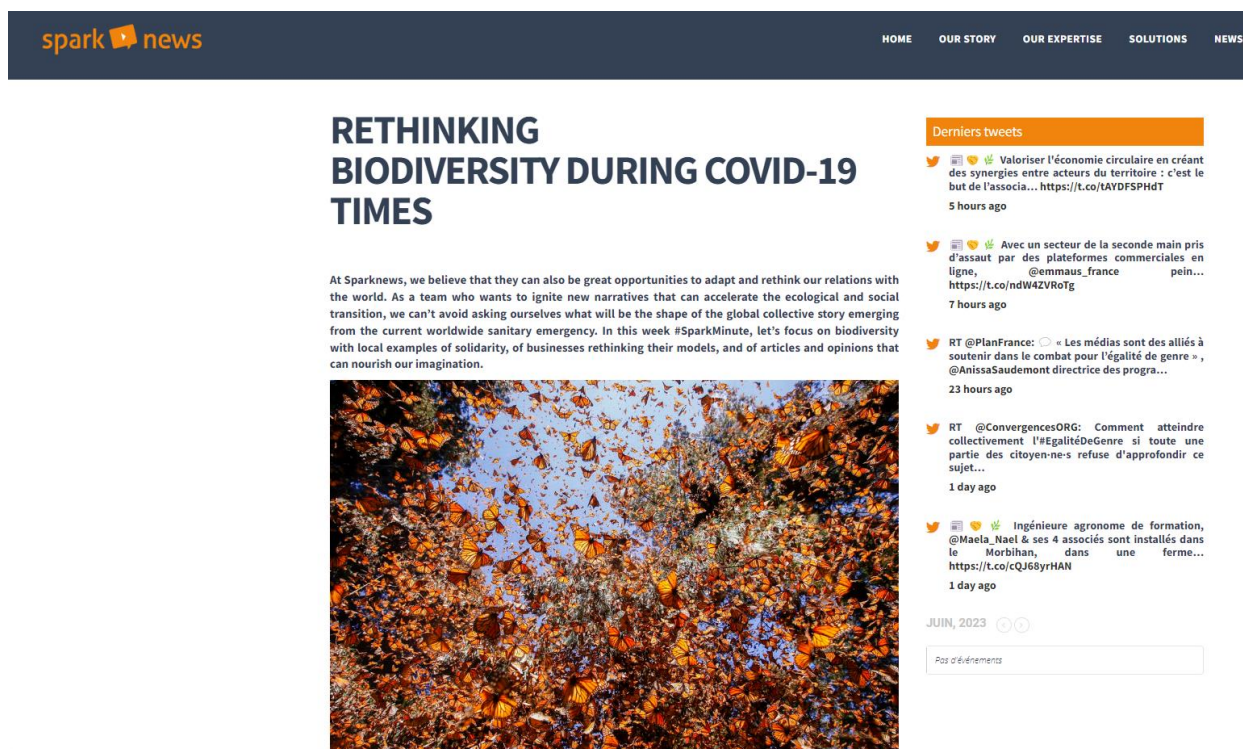 spark news
HOME OUR STORY OUR EXPERTISE SOLUTIONS NEWS
RETHINKING
BIODIVERSITY DURING COVID-19
TIMES
At Sparknews, we believe that they can also be great opportunities to adapt and rethink our relations with
the world. As a team who wants to ignite new narratives that can accelerate the ecological and social
transition, we can't avoid asking ourselves what will be the shape of the global collective story emerging
from the current worldwide sanitary emergency. In this week #SparkMinute, let's focus on biodiversity
with local examples of solidarity, of businesses rethinking their models, and of articles and opinions that
can nourish our imagination.
Derniers tweets
Valoriser l'économie circulaire en créant
des synergies entre acteurs du territoire : c'est le
but de l'associa… https://t.co/tAYDFSPHdT
5 hours ago
Avec un secteur de la seconde main pris
d'assaut par des plateformes commerciales en
ligne, @emmaus_france pein…
https://t.co/ndW4ZVRoTg
7 hours ago
RT @PlanFrance: 💬 « Les médias sont des alliés à
soutenir dans le combat pour l'égalité de genre » ,
@AnissaSaudemont directrice des progra…
23 hours ago
RT @ConvergencesORG: Comment atteindre
collectivement l'#EgalitéDeGenre si toute une
partie des citoyen·ne·s refuse d'approfondir ce
sujet…
1 day ago
Ingénieure agronome de formation,
@Maela_Nael & ses 4 associés sont installés dans
le Morbihan, dans une ferme…
https://t.co/cQJ68yrHAN
1 day ago
JUIN, 2023
Pas d'événements